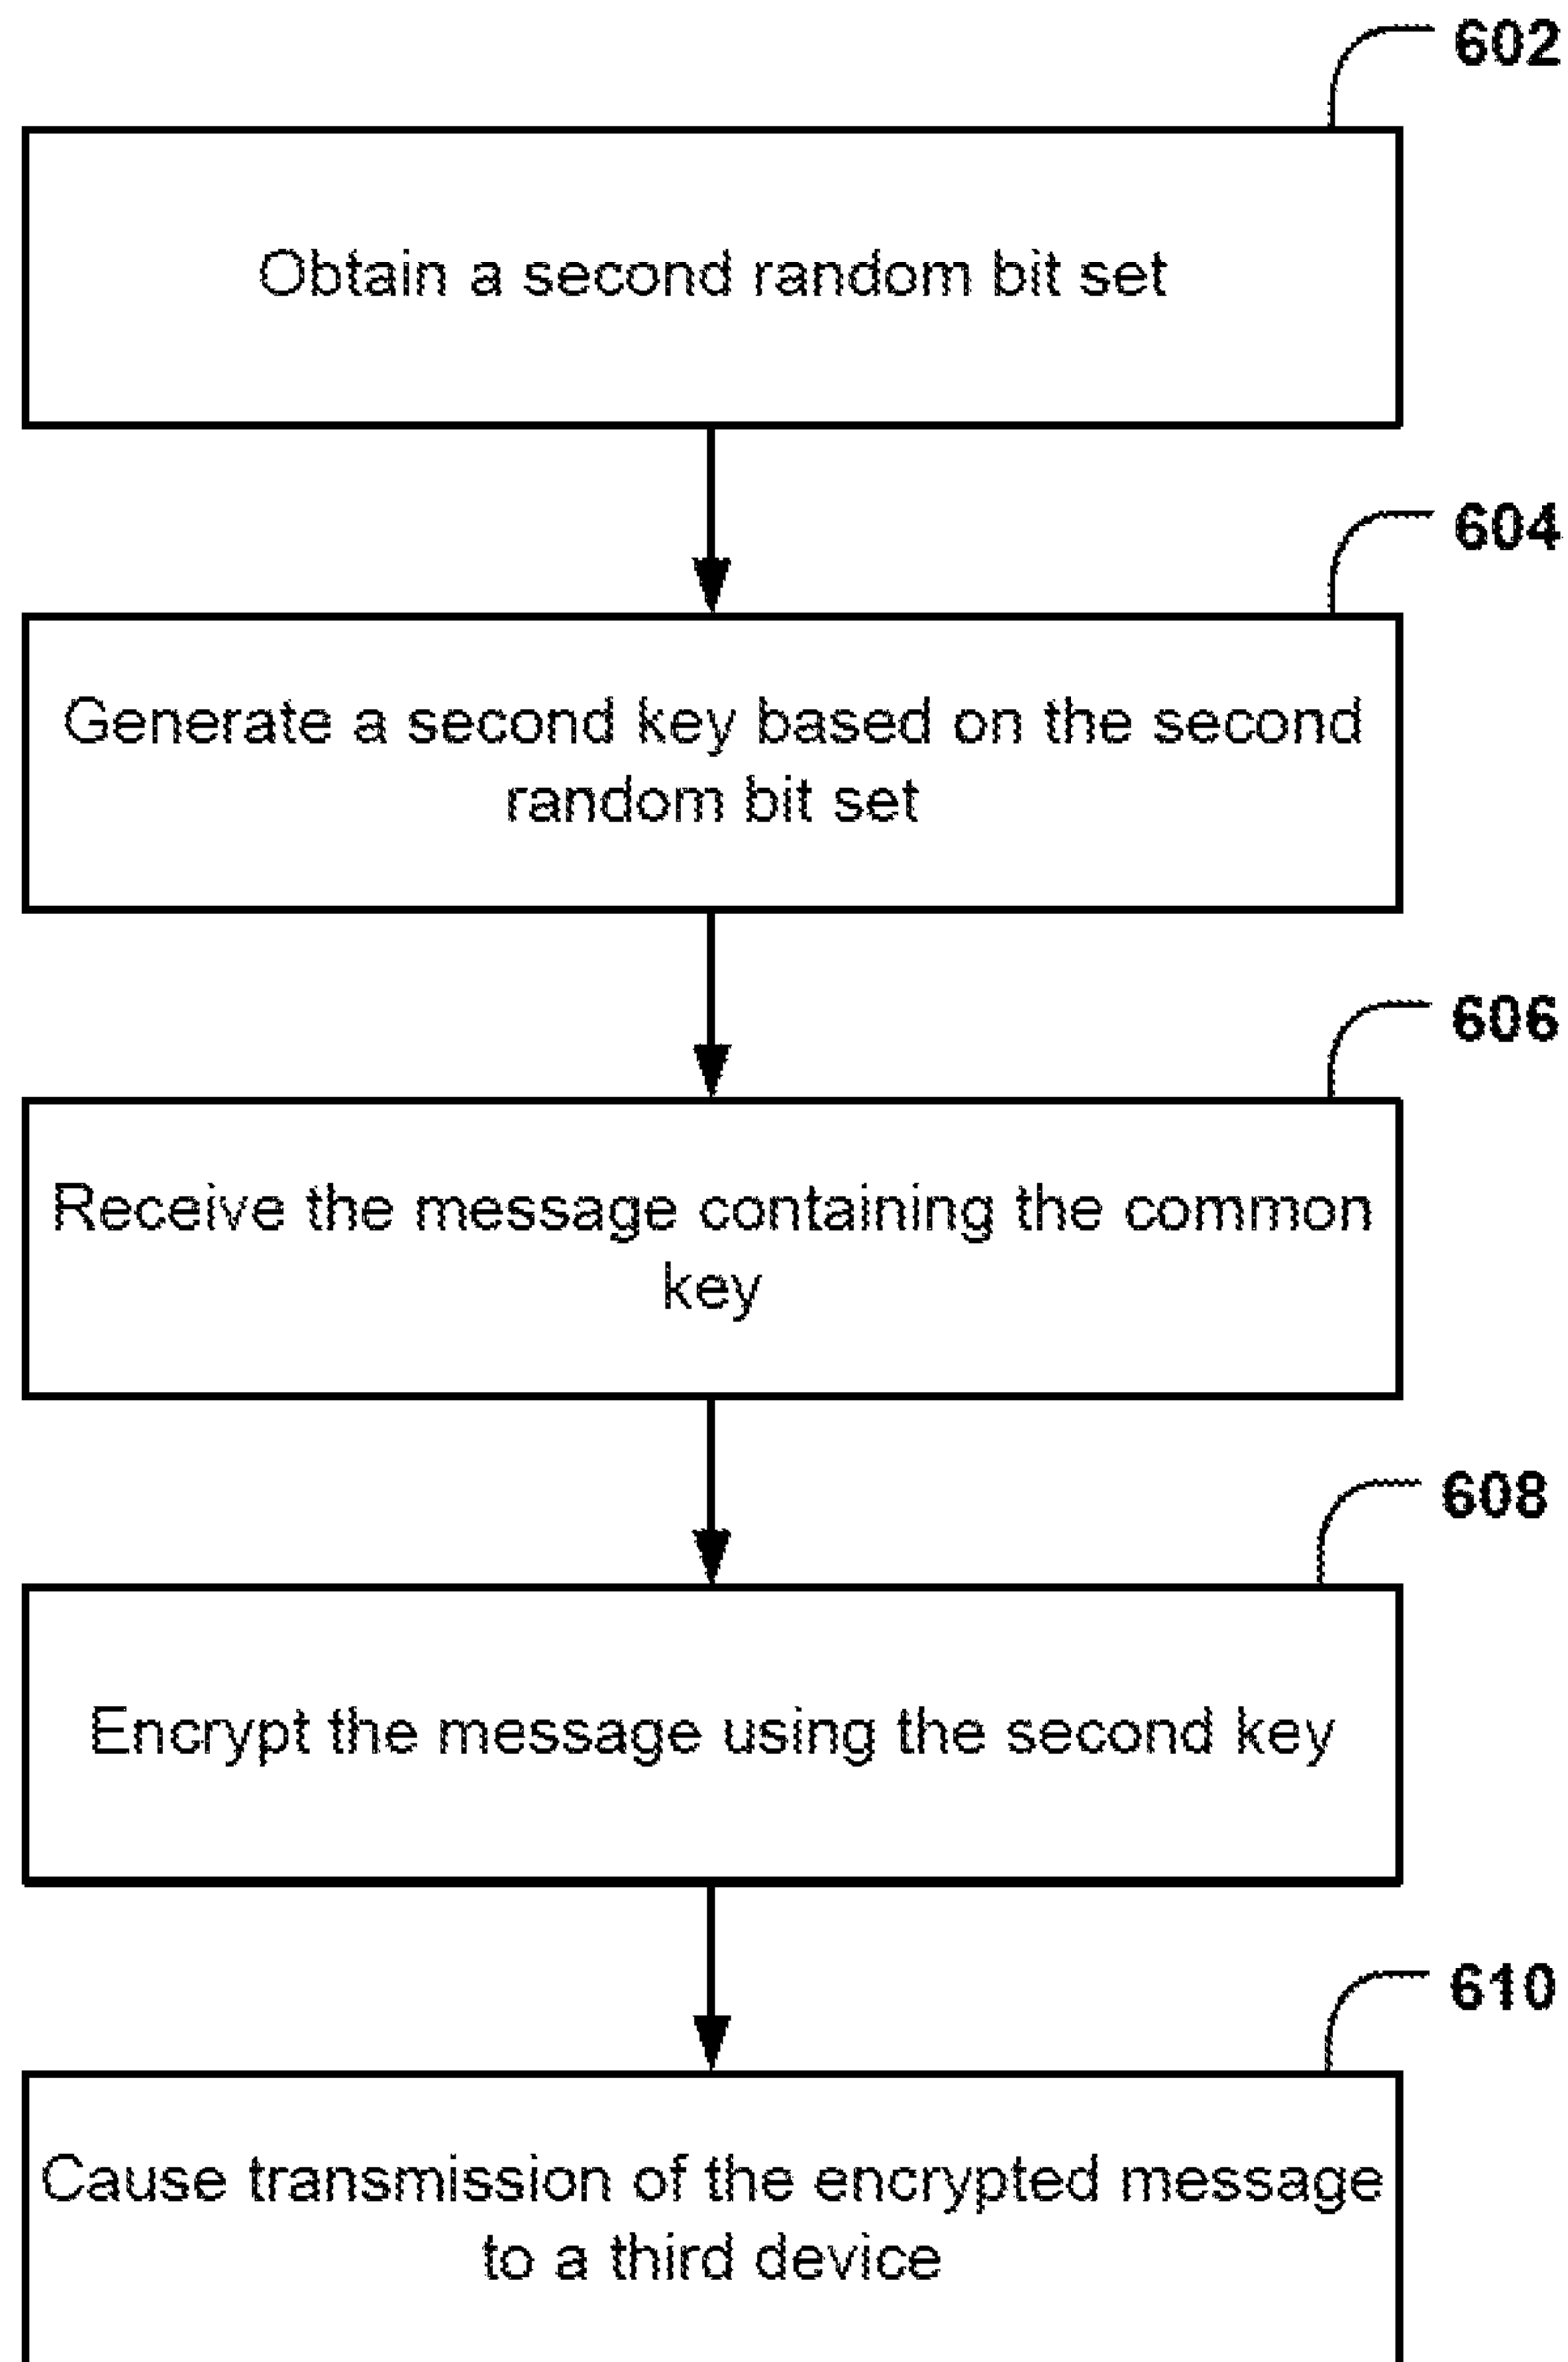 602
Obtain a second random bit set
604
Generate a second key based on the second
random bit set
606
Receive the message containing the common
key
608
Encrypt the message using the second key
610
Cause transmission of the encrypted message
to a third device